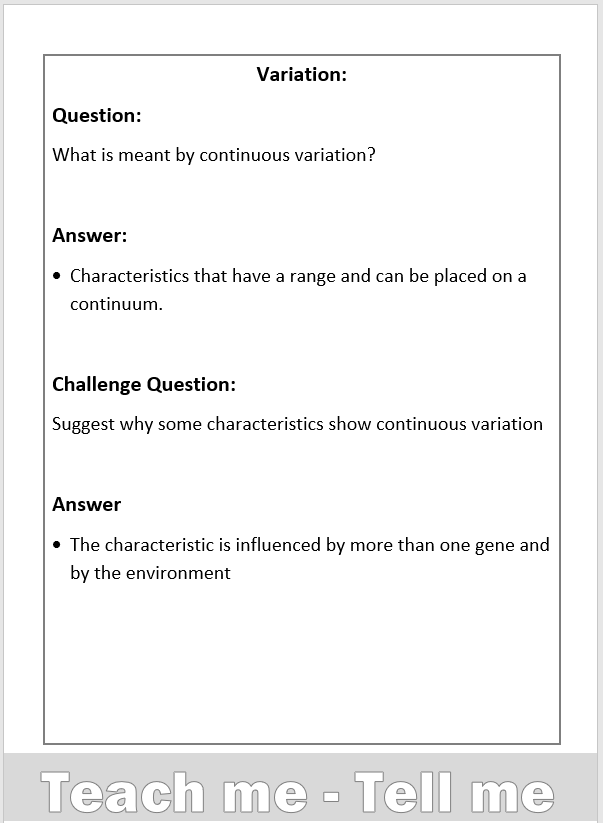 Variation:
Question:
What is meant by continuous variation?
Answer:
• Characteristics that have a range and can be placed on a
continuum.
Challenge Question:
Suggest why some characteristics show continuous variation
Answer
• The characteristic is influenced by more than one gene and
by the environment
Teach me - Tell me